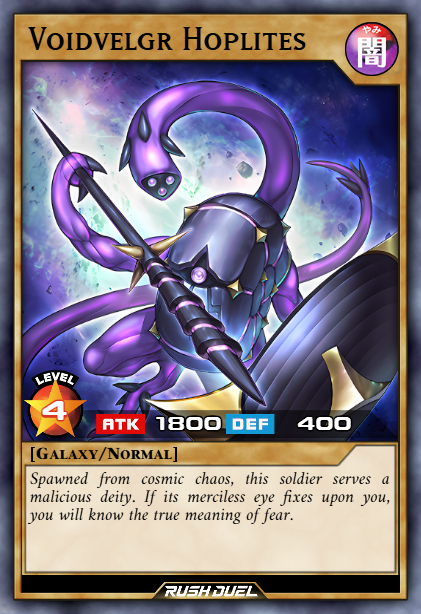 Voidvelgr Hoplites
やみ
闇
LEVEL
4
ATK 1800 DEF 400
[Galaxy/Normal]
Spawned from cosmic chaos, this soldier serves a
malicious deity. If its merciless eye fixes upon you,
you will know the true meaning of fear.
RUSH DUEL